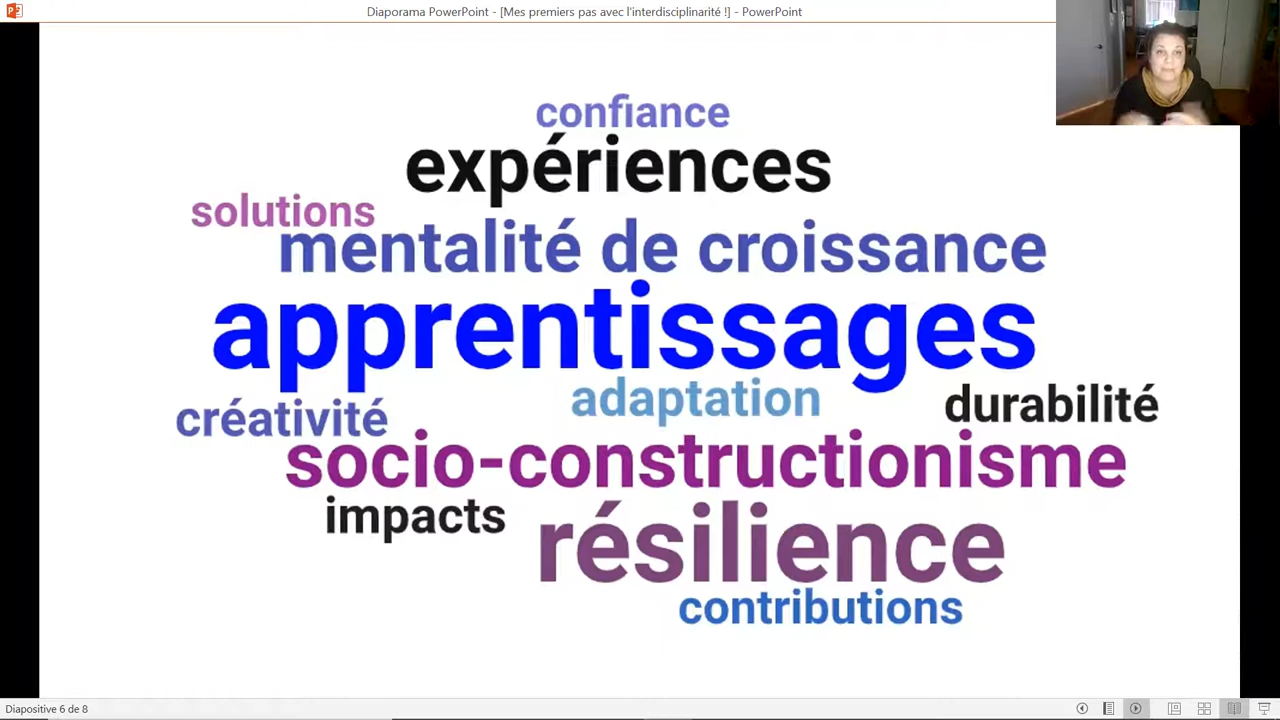 Diaporama PowerPoint - [Mes premiers pas avec l'interdisciplinarité !] - PowerPoint
confiance
expériences
solutions
mentalité de croissance
apprentissages
adaptation
durabilité
créativité
socio-constructionisme
impacts
résilience
contributions
Diapositive 6 de 8